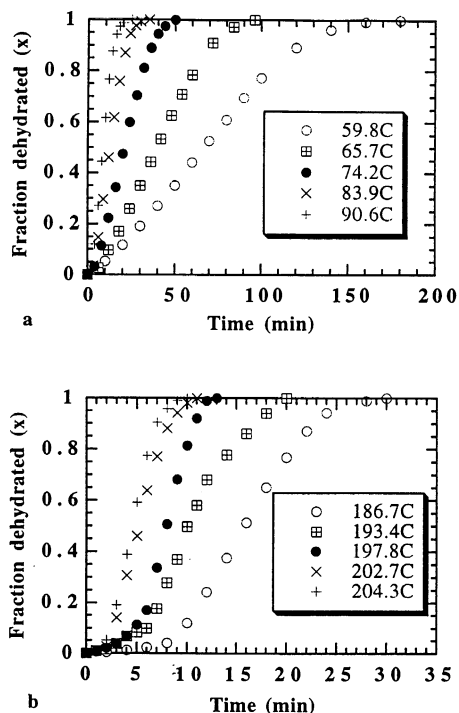 Fraction dehydrated (x)
1
0.8
0.6
0.4
0.2
0
59.8C
65.7C
74.2C
83.9C
90.6C
0
50
100
150
200
a
Time (min)
Fraction dehydrated (x)
1
0.8
0.6
0.4
0.2
0
186.7C
193.4C
197.8C
202.7C
204.3C
0
5
10
15
20
25
30
35
b
Time (min)